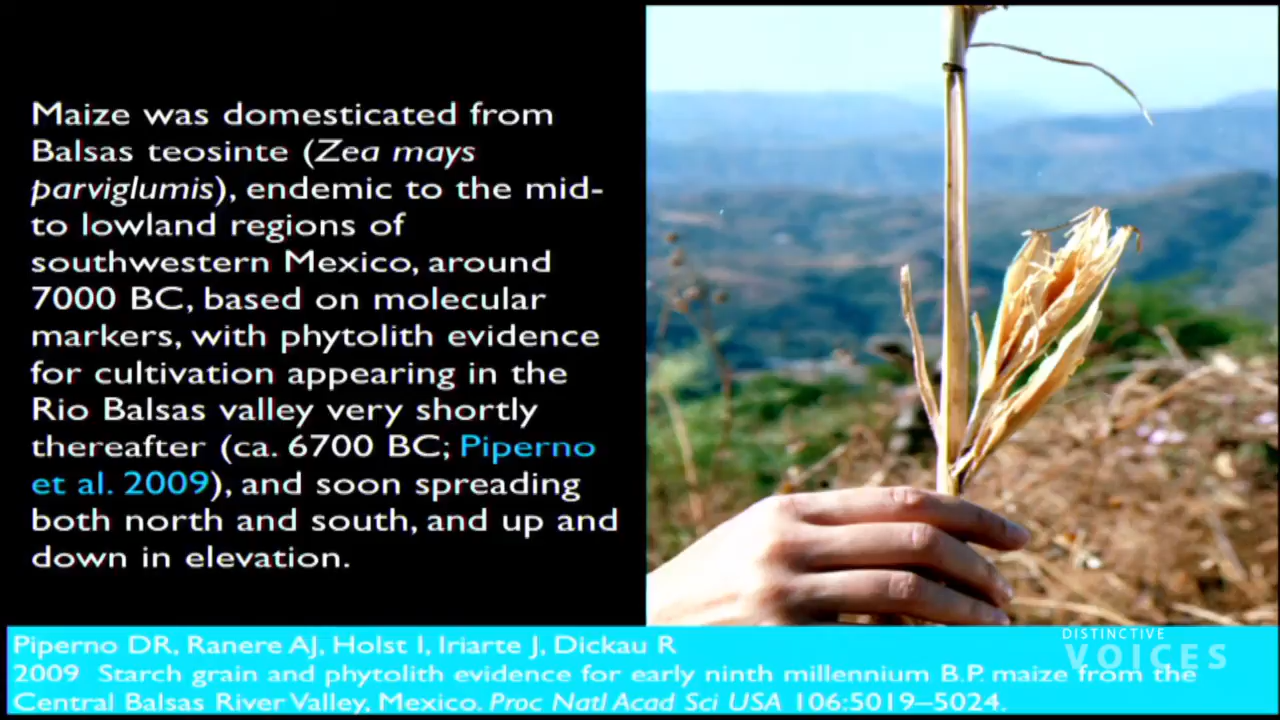 Maize was domesticated from
Balsas teosinte (Zea mays
parviglumis), endemic to the mid-
to lowland regions of
southwestern Mexico, around
7000 BC, based on molecular
markers, with phytolith evidence
for cultivation appearing in the
Rio Balsas valley very shortly
thereafter (ca. 6700 BC; Piperno
et al. 2009), and soon spreading
both north and south, and up and
down in elevation.
Piperno DR, Ranere AJ, Holst I, Iriarte J, Dickau R
2009 Starch grain and phytolith evidence for early ninth millennium B.P. maize from the
Central Balsas River Valley, Mexico. Proc Natl Acad Sci USA 106:5019–5024.
DISTINCTIVE
VOICES